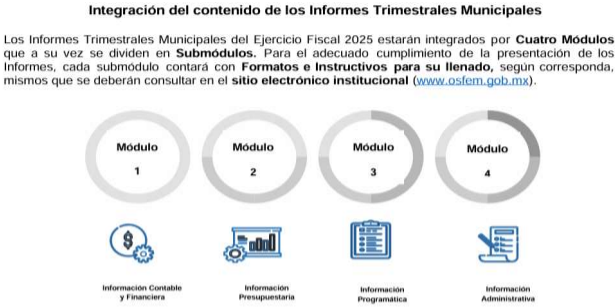 Integración del contenido de los Informes Trimestrales Municipales
Los Informes Trimestrales Municipales del Ejercicio Fiscal 2025 estarán integrados por Cuatro Módulos
que a su vez se dividen en Submódulos. Para el adecuado cumplimiento de la presentación de los
Informes, cada submódulo contará con Formatos e Instructivos para su llenado, según corresponda,
mismos que se deberán consultar en el sitio electrónico institucional (www.osfem.gob.mx).
Módulo
1
Módulo
2
Módulo
3
Módulo
4
Información Contable
y Financiera
Información
Presupuestaria
Información
Programática
Información
Administrativa